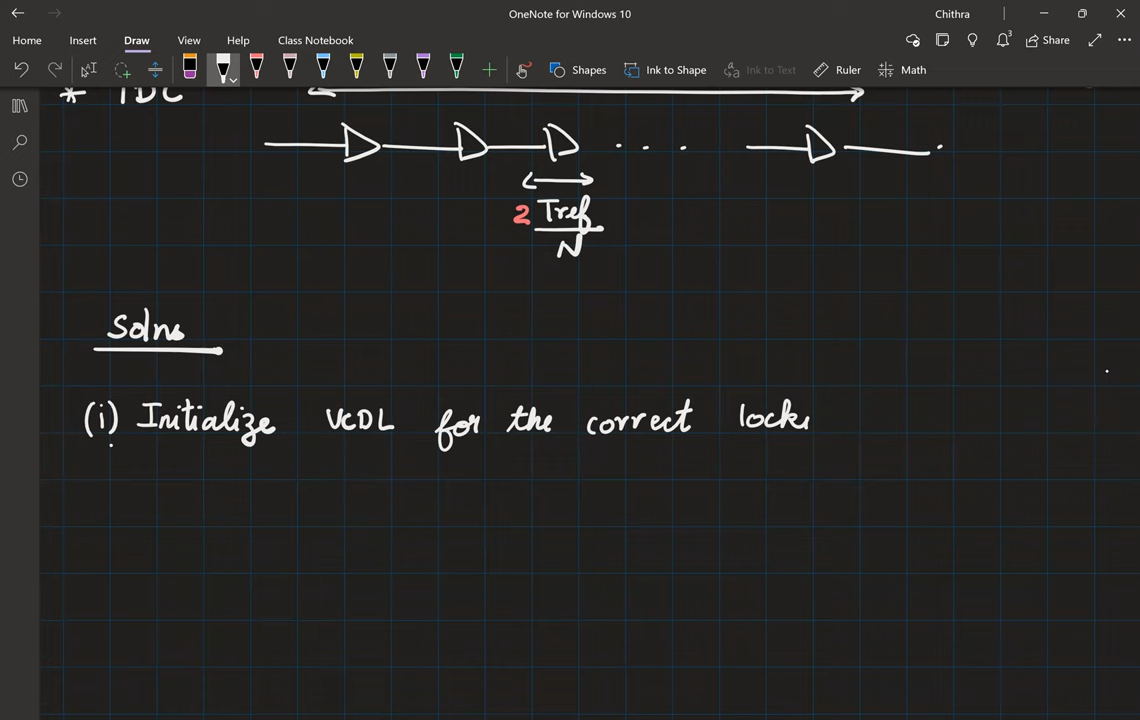 OneNote for Windows 10
Chithra
Home Insert Draw View Help Class Notebook
Share
Shapes Ink to Shape Ink to Text Ruler Math
* TDC
2 Tref
N
Solns
(i) Initialize VCDL for the correct lock